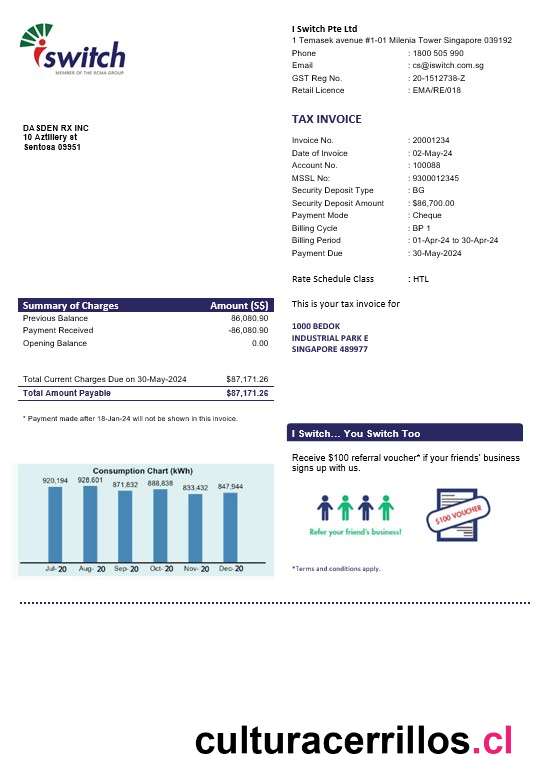 iswitch
MEMBER OF THE RCMA GROUP
I Switch Pte Ltd
1 Temasek avenue #1-01 Milenia Tower Singapore 039192
Phone : 1800 505 990
Email : cs@iswitch.com.sg
GST Reg No. : 20-1512738-Z
Retail Licence : EMA/RE/018
DASDEN RX INC
10 Aztillery st
Sentosa 09951
TAX INVOICE
Invoice No. : 20001234
Date of Invoice : 02-May-24
Account No. : 100088
MSSL No: : 9300012345
Security Deposit Type : BG
Security Deposit Amount : $86,700.00
Payment Mode : Cheque
Billing Cycle : BP 1
Billing Period : 01-Apr-24 to 30-Apr-24
Payment Due : 30-May-2024
Rate Schedule Class : HTL
This is your tax invoice for
1000 BEDOK
INDUSTRIAL PARK E
SINGAPORE 489977
Summary of Charges Amount (S$)
Previous Balance 86,080.90
Payment Received -86,080.90
Opening Balance 0.00
Total Current Charges Due on 30-May-2024 $87,171.26
Total Amount Payable $87,171.26
* Payment made after 18-Jan-24 will not be shown in this invoice.
I Switch... You Switch Too
Receive $100 referral voucher* if your friends' business
signs up with us.
Refer your friend's business!
$100 VOUCHER
*Terms and conditions apply.
Consumption Chart (kWh)
920,194 928,601 871,832 888,838 833,432 847,944
Jul- 20 Aug- 20 Sep- 20 Oct- 20 Nov- 20 Dec- 20
culturacerrillos.cl